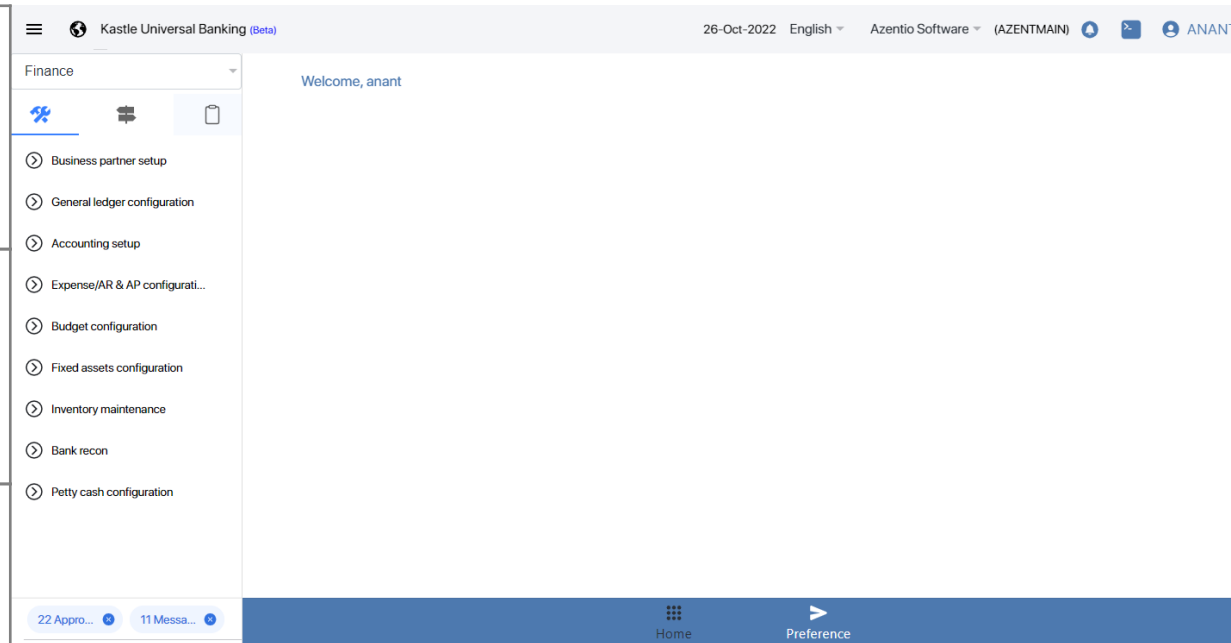 Kastle Universal Banking (Beta)
26-Oct-2022 English Azentio Software (AZENTMAIN) ANANT
Finance
Welcome, anant
Business partner setup
General ledger configuration
Accounting setup
Expense/AR & AP configurati...
Budget configuration
Fixed assets configuration
Inventory maintenance
Bank recon
Petty cash configuration
22 Appro... 11 Messa...
Home Preference